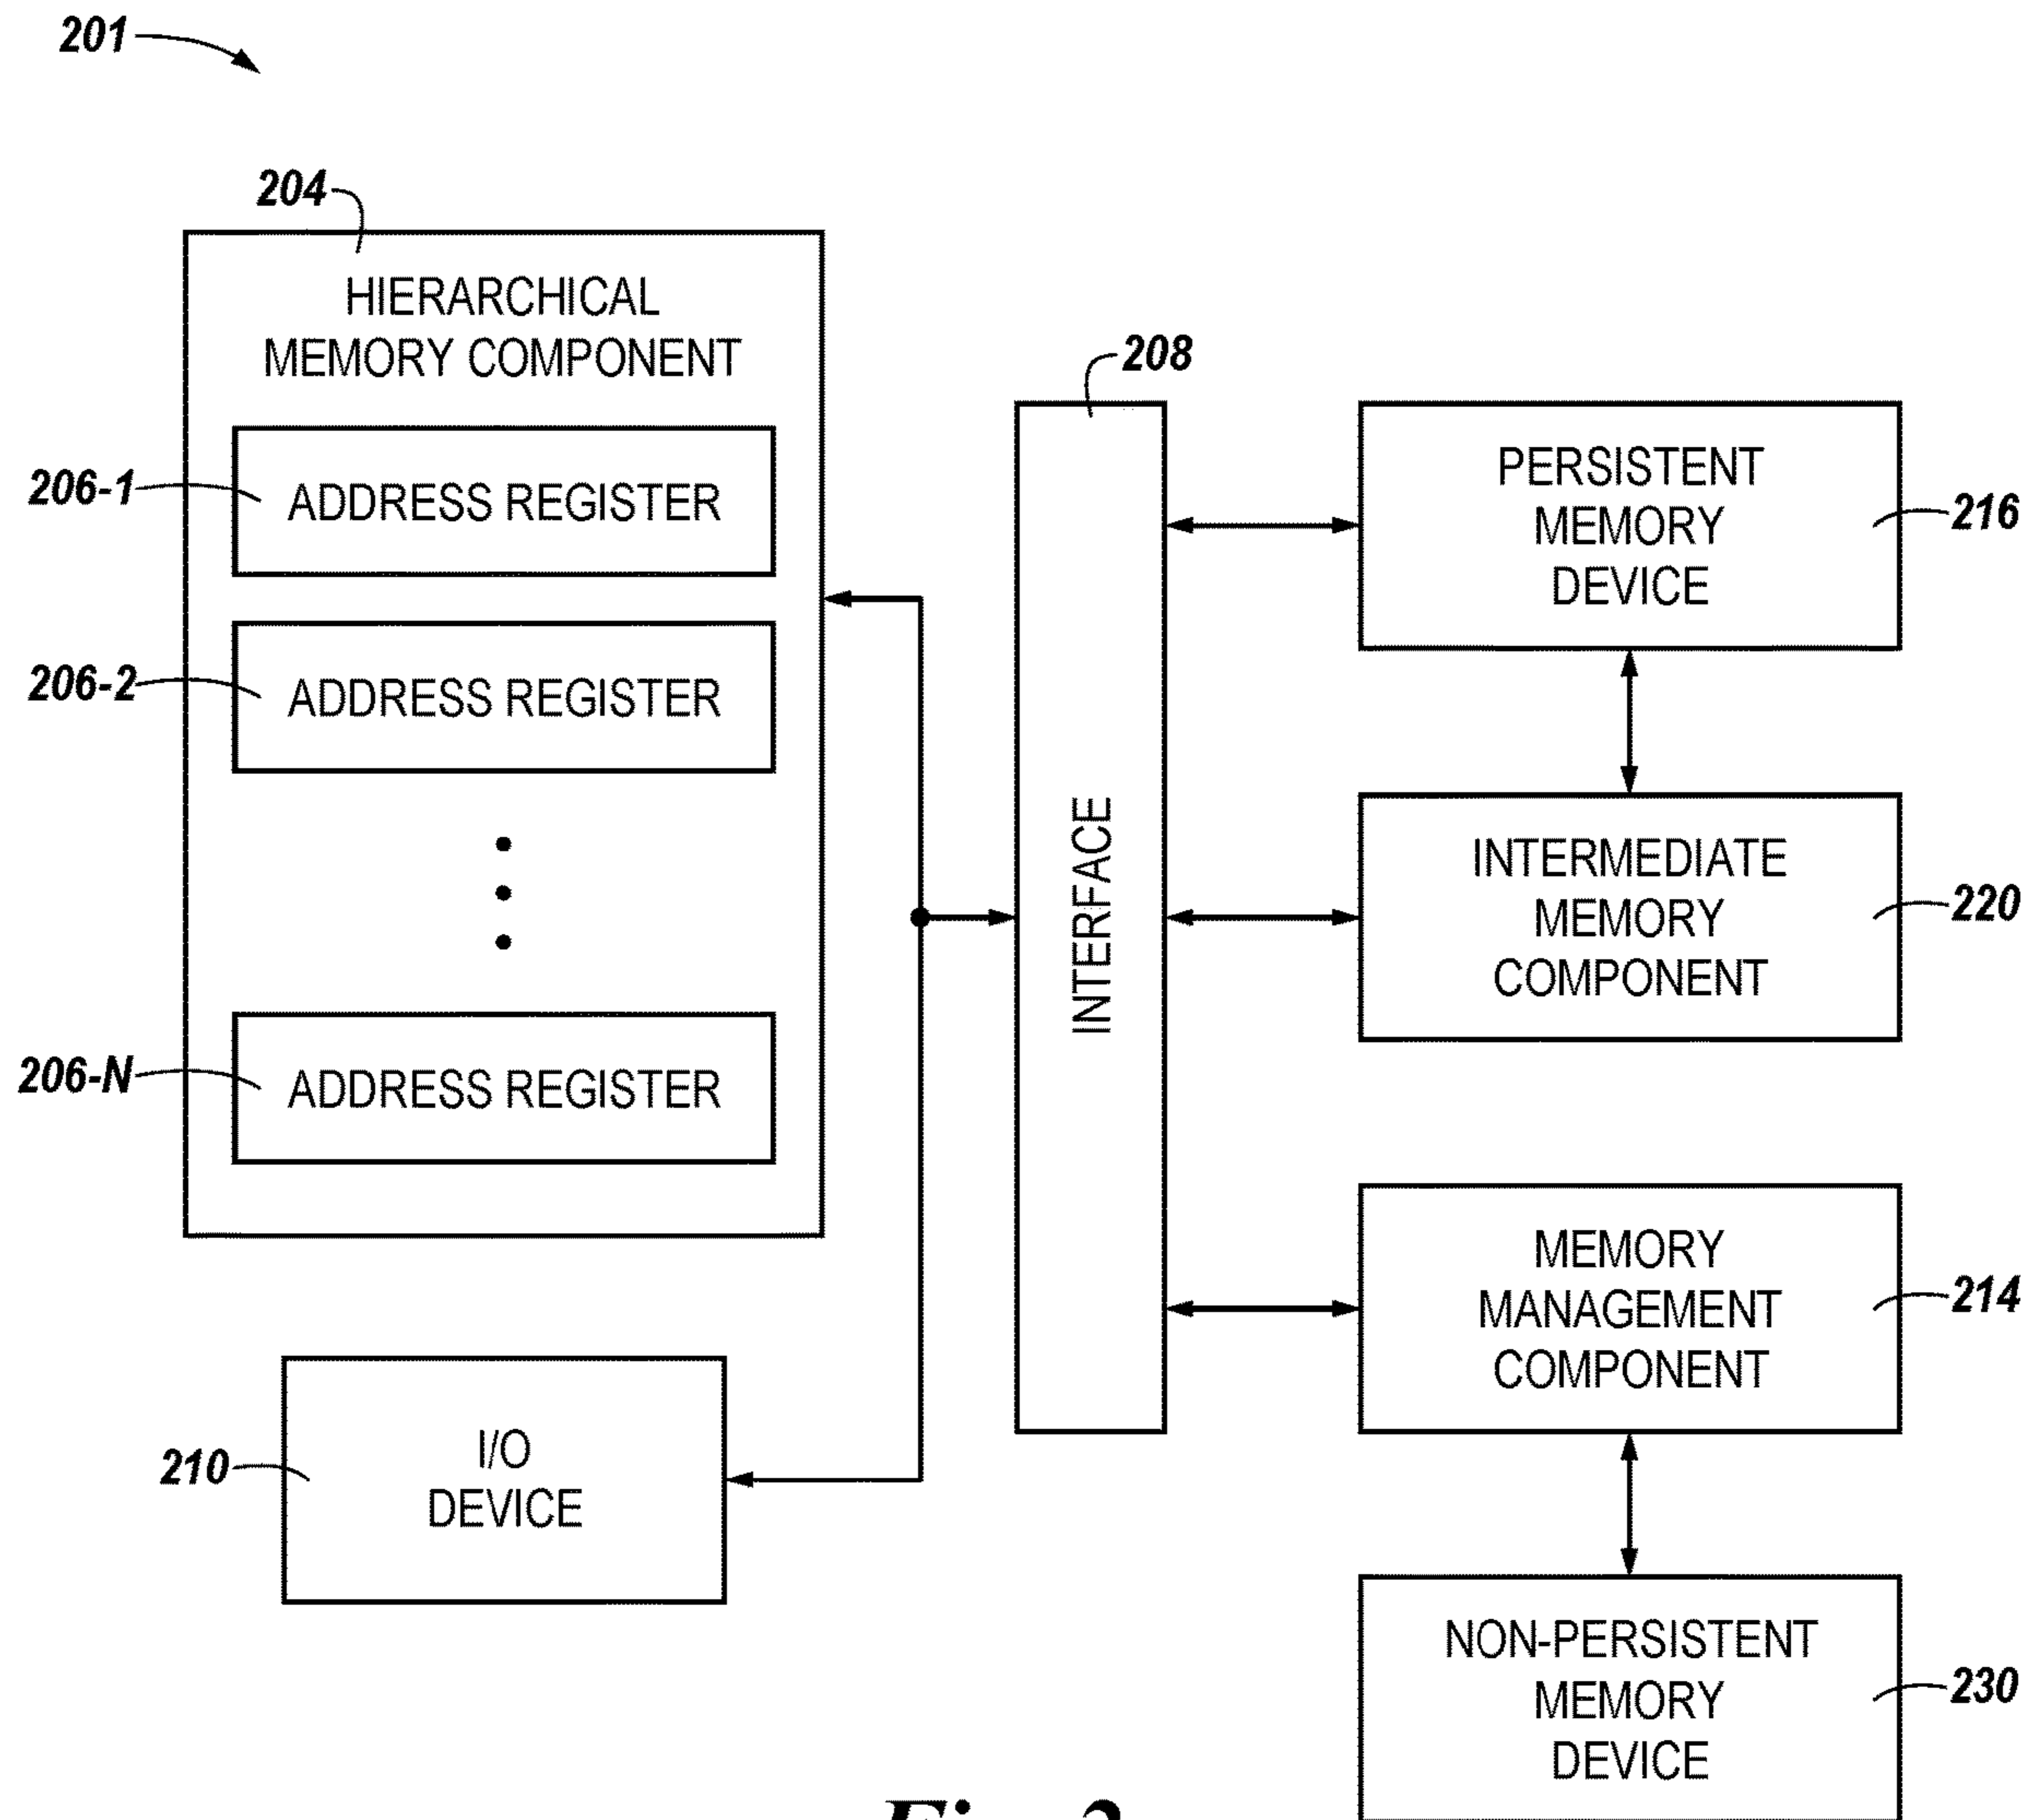 201
204
HIERARCHICAL
MEMORY COMPONENT
206-1
ADDRESS REGISTER
206-2
ADDRESS REGISTER
206-N
ADDRESS REGISTER
210
I/O
DEVICE
208
INTERFACE
PERSISTENT
MEMORY
DEVICE
216
INTERMEDIATE
MEMORY
COMPONENT
220
MEMORY
MANAGEMENT
COMPONENT
214
NON-PERSISTENT
MEMORY
DEVICE
230